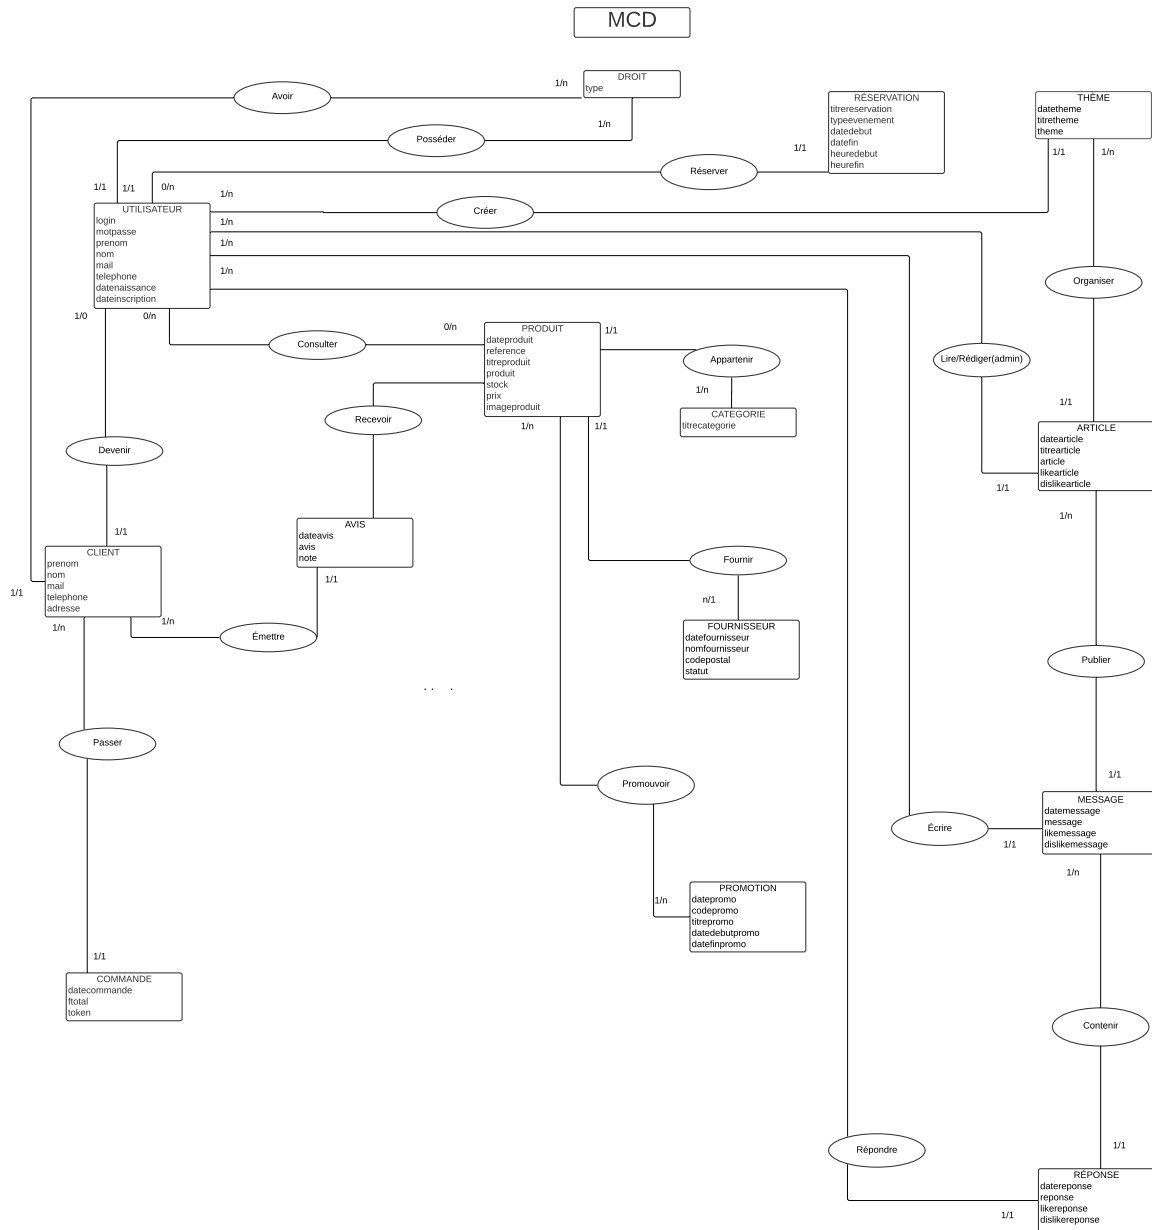 MCD
DROIT
type
1/n
Avoir
1/n
Posséder
RÉSERVATION
titrereservation
typeevenement
datedebut
datefin
heuredebut
heurefin
THÈME
datetheme
titretheme
theme
1/1
Réserver
1/1
1/n
1/1
1/1
0/n
1/n
Créer
UTILISATEUR
login
motpasse
prenom
nom
mail
telephone
datenaissance
dateinscription
1/n
1/n
1/n
Organiser
1/0
0/n
Consulter
0/n
PRODUIT
dateproduit
reference
titreproduit
produit
stock
prix
imageproduit
1/1
Appartenir
1/n
CATEGORIE
titrecategorie
Lire/Rédiger(admin)
1/1
ARTICLE
datearticle
titrearticle
article
likearticle
dislikearticle
1/1
1/n
Recevoir
1/n
1/1
Devenir
1/1
AVIS
dateavis
avis
note
1/1
CLIENT
prenom
nom
mail
telephone
adresse
1/1
1/n
1/n
Émettre
Fournir
n/1
FOURNISSEUR
datefournisseur
nomfournisseur
codepostal
statut
Publier
. . .
Passer
Promouvoir
1/1
MESSAGE
datemessage
message
likemessage
dislikemessage
Écrire
1/1
1/n
1/n
PROMOTION
datepromo
codepromo
titrepromo
datedebutpromo
datefinpromo
1/1
COMMANDE
datecommande
ftotal
token
Contenir
1/1
Répondre
RÉPONSE
datereponse
reponse
likereponse
dislikereponse
1/1